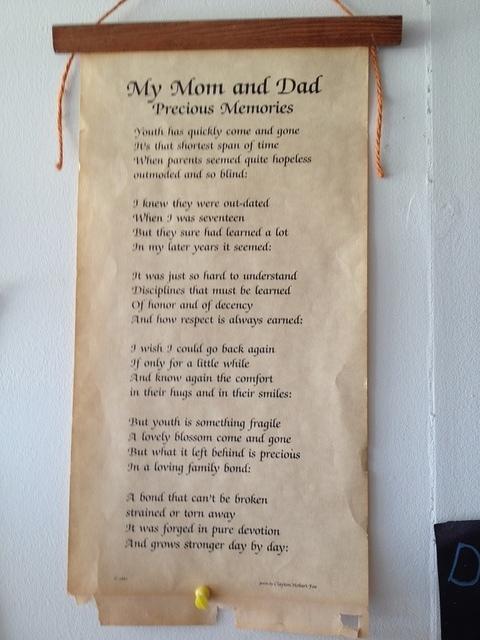 My Mom and Dad
Precious Memories
Youth has quickly come and gone
It's that shortest span of time
When parents seemed quite hopeless
outmoded and so blind:
I knew they were out-dated
When I was seventeen
But they sure had learned a lot
In my later years it seemed:
It was just so hard to understand
Disciplines that must be learned
Of honor and of decency
And how respect is always earned:
I wish I could go back again
If only for a little while
And know again the comfort
in their hugs and in their smiles:
But youth is something fragile
A lovely blossom come and gone
But what it left behind is precious
In a loving family bond:
A bond that can't be broken
strained or torn away
It was forged in pure devotion
And grows stronger day by day:
poem by Clayton Hobart Fox
D